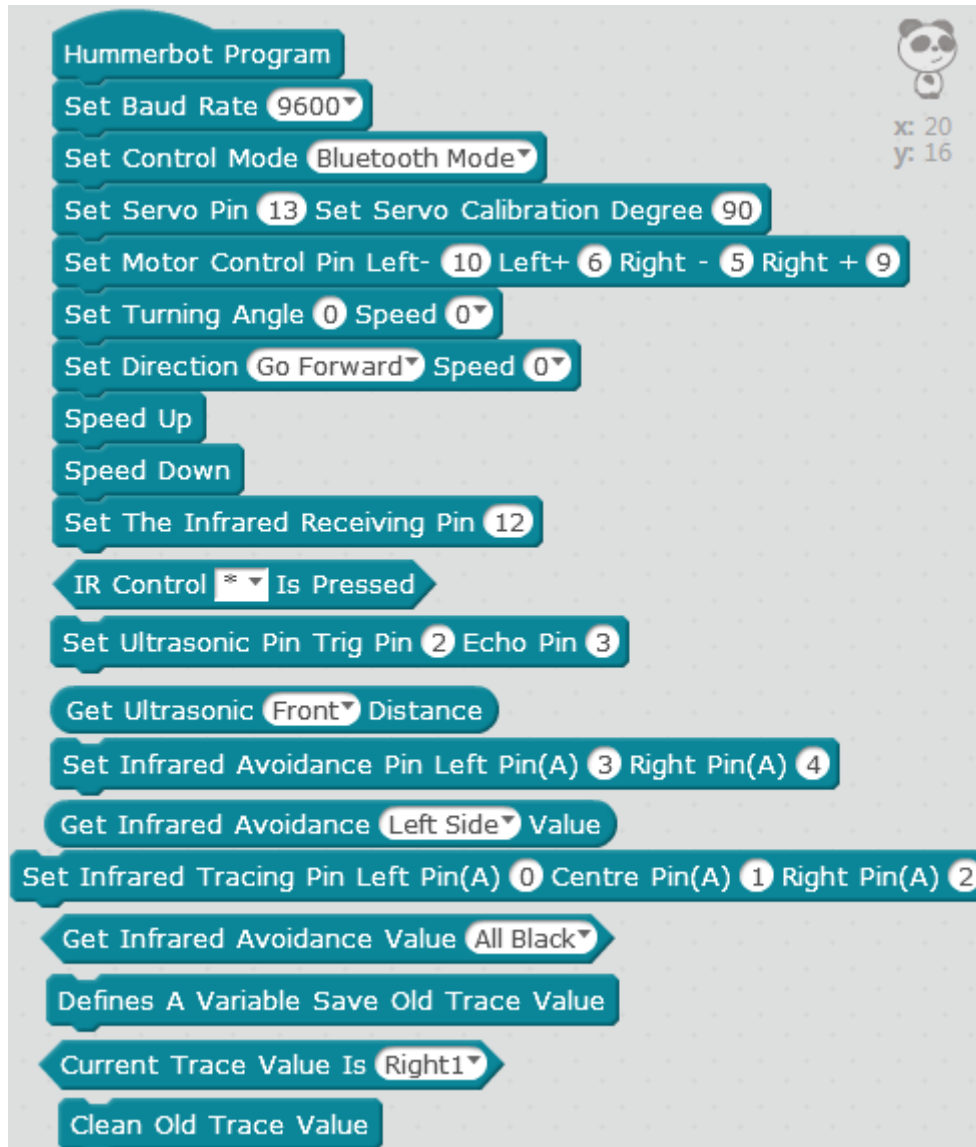 Hummerbot Program
Set Baud Rate 9600
x: 20
y: 16
Set Control Mode Bluetooth Mode
Set Servo Pin 13 Set Servo Calibration Degree 90
Set Motor Control Pin Left- 10 Left+ 6 Right - 5 Right + 9
Set Turning Angle 0 Speed 0
Set Direction Go Forward Speed 0
Speed Up
Speed Down
Set The Infrared Receiving Pin 12
IR Control * Is Pressed
Set Ultrasonic Pin Trig Pin 2 Echo Pin 3
Get Ultrasonic Front Distance
Set Infrared Avoidance Pin Left Pin(A) 3 Right Pin(A) 4
Get Infrared Avoidance Left Side Value
Set Infrared Tracing Pin Left Pin(A) 0 Centre Pin(A) 1 Right Pin(A) 2
Get Infrared Avoidance Value All Black
Defines A Variable Save Old Trace Value
Current Trace Value Is Right1
Clean Old Trace Value